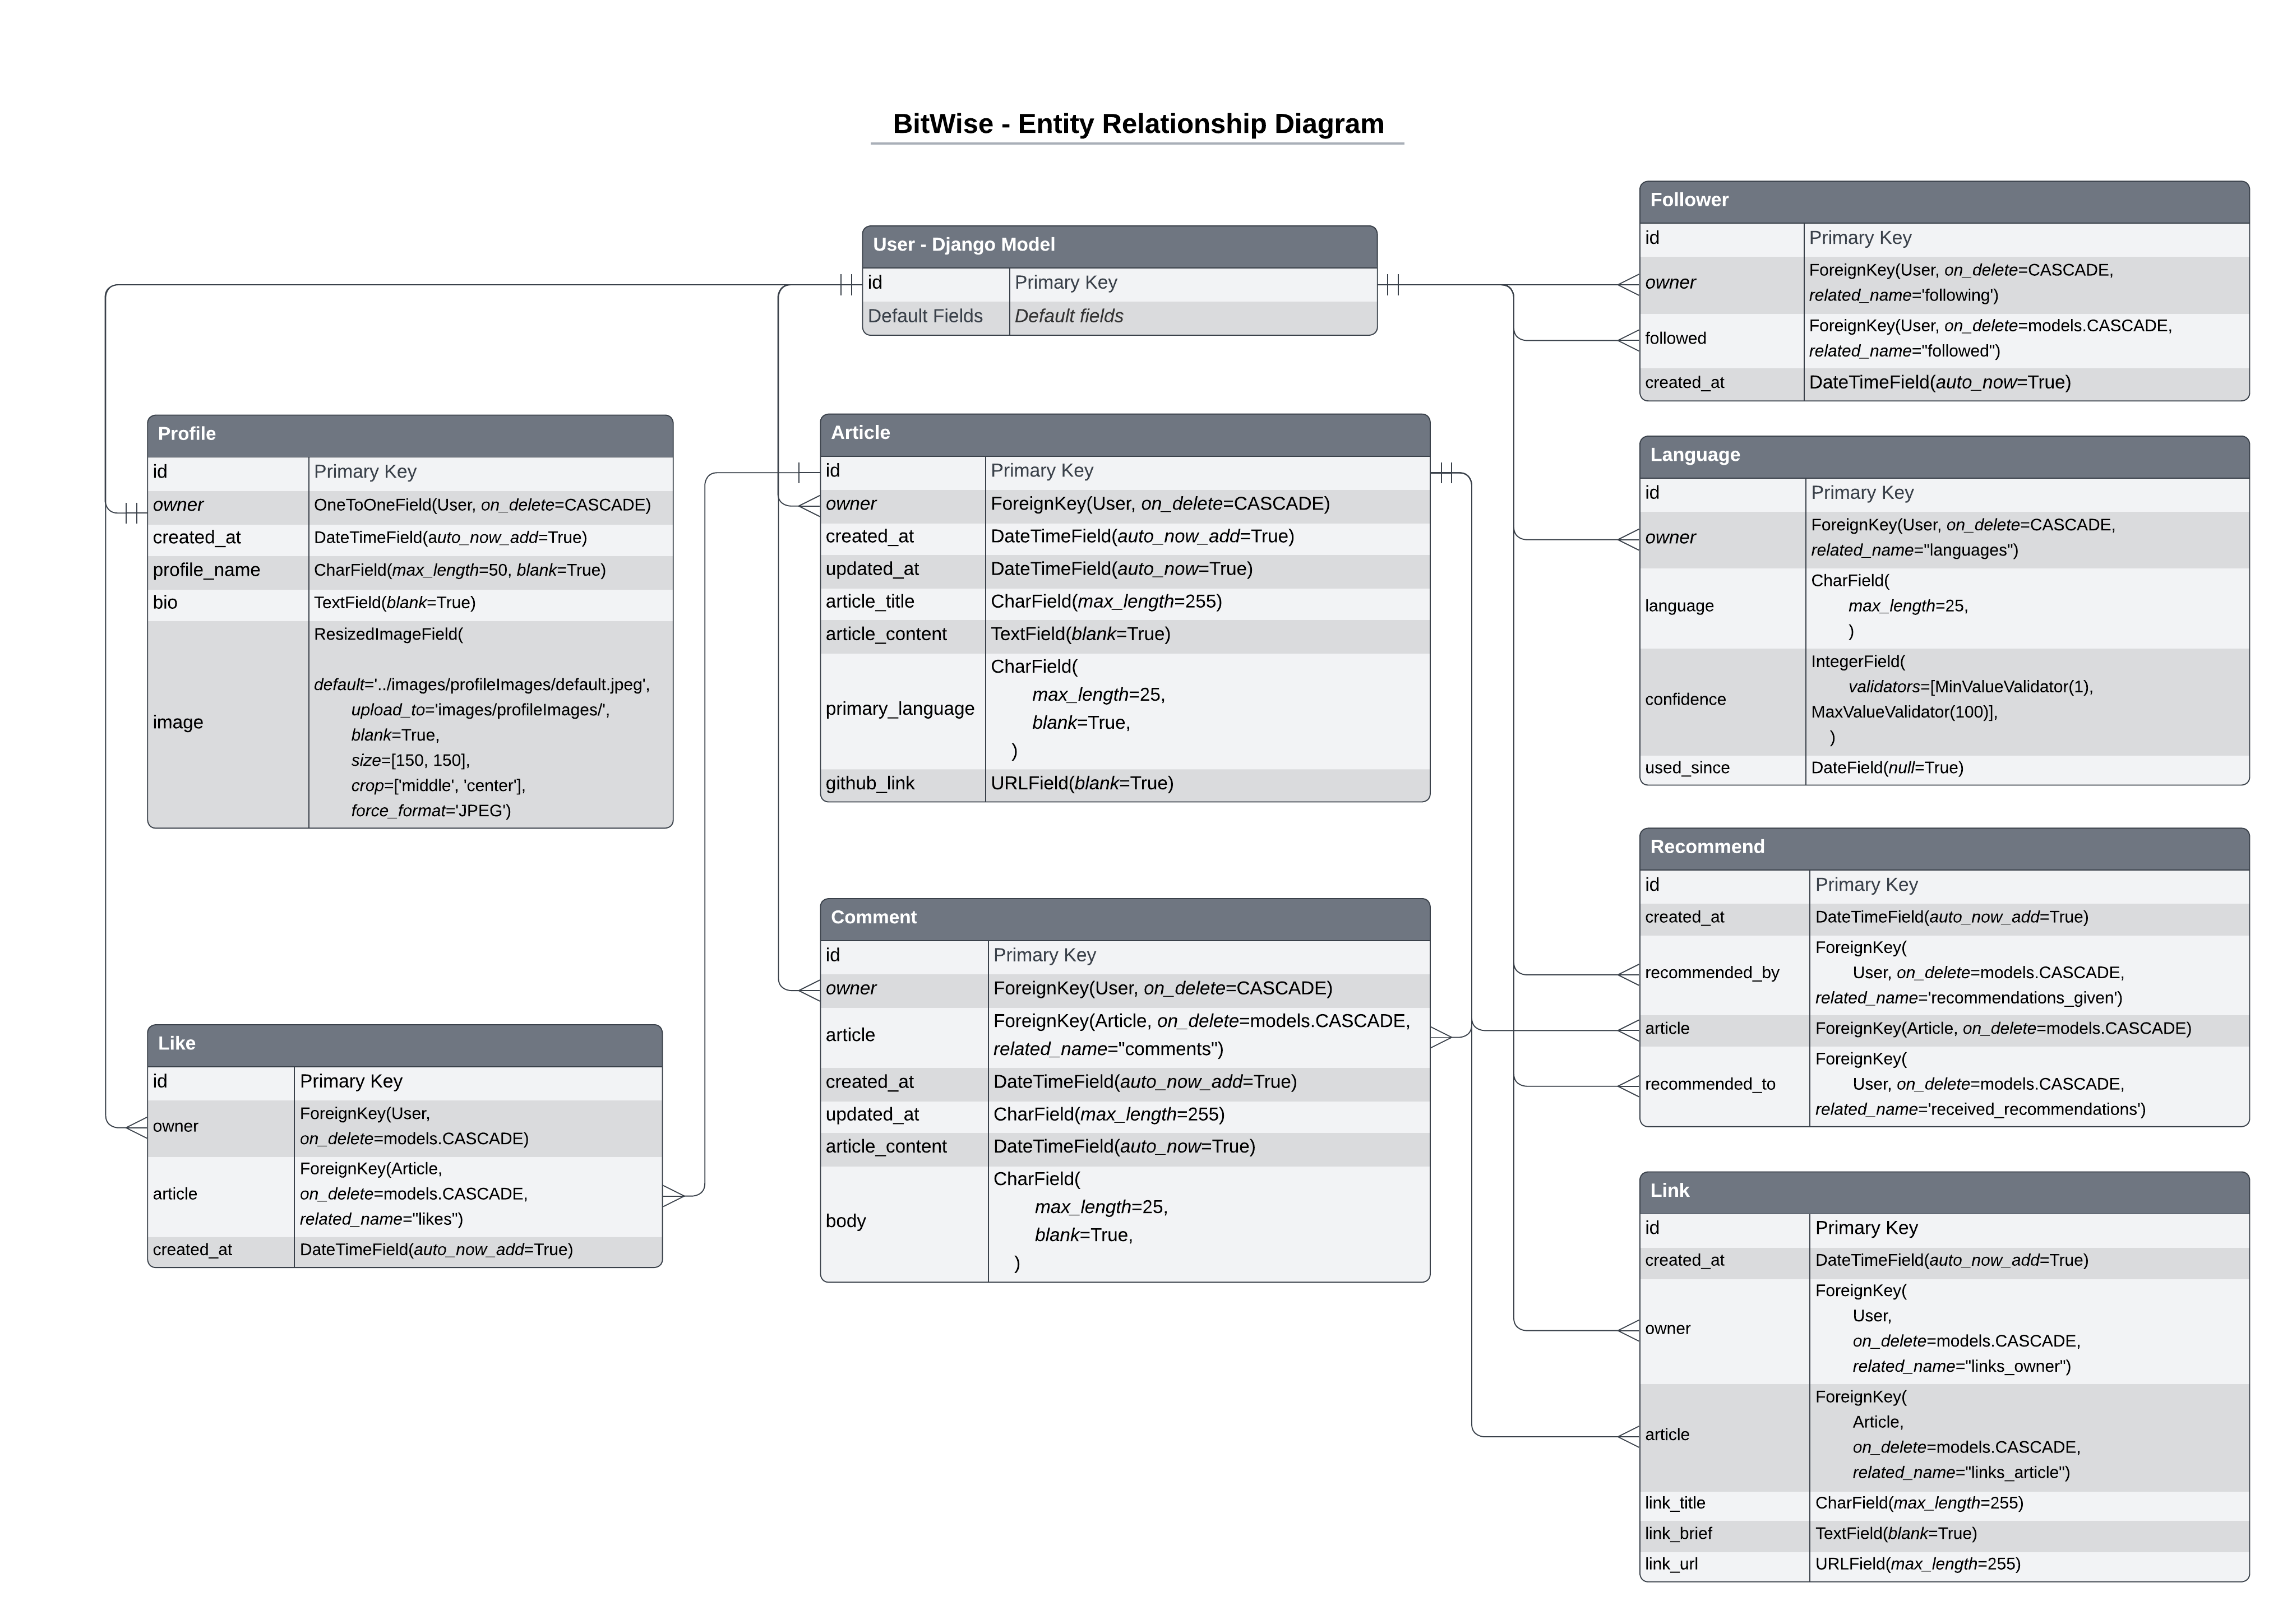 BitWise - Entity Relationship Diagram
User - Django Model
id Primary Key
Default Fields Default fields
Profile
id Primary Key
owner OneToOneField(User, on_delete=CASCADE)
created_at DateTimeField(auto_now_add=True)
profile_name CharField(max_length=50, blank=True)
bio TextField(blank=True)
image
ResizedImageField(
default='../images/profileImages/default.jpeg',
upload_to='images/profileImages/',
blank=True,
size=[150, 150],
crop=['middle', 'center'],
force_format='JPEG')
Like
id Primary Key
owner
ForeignKey(User,
on_delete=models.CASCADE)
article
ForeignKey(Article,
on_delete=models.CASCADE,
related_name="likes")
created_at DateTimeField(auto_now_add=True)
Article
id Primary Key
owner ForeignKey(User, on_delete=CASCADE)
created_at DateTimeField(auto_now_add=True)
updated_at DateTimeField(auto_now=True)
article_title CharField(max_length=255)
article_content TextField(blank=True)
primary_language
CharField(
max_length=25,
blank=True,
)
github_link URLField(blank=True)
Comment
id Primary Key
owner ForeignKey(User, on_delete=CASCADE)
article
ForeignKey(Article, on_delete=models.CASCADE,
related_name="comments")
created_at DateTimeField(auto_now_add=True)
updated_at CharField(max_length=255)
article_content DateTimeField(auto_now=True)
body
CharField(
max_length=25,
blank=True,
)
Follower
id Primary Key
owner
ForeignKey(User, on_delete=CASCADE,
related_name='following')
followed
ForeignKey(User, on_delete=models.CASCADE,
related_name="followed")
created_at DateTimeField(auto_now=True)
Language
id Primary Key
owner
ForeignKey(User, on_delete=CASCADE,
related_name="languages")
language
CharField(
max_length=25,
)
confidence
IntegerField(
validators=[MinValueValidator(1),
MaxValueValidator(100)],
)
used_since DateField(null=True)
Recommend
id Primary Key
created_at DateTimeField(auto_now_add=True)
recommended_by
ForeignKey(
User, on_delete=models.CASCADE,
related_name='recommendations_given')
article ForeignKey(Article, on_delete=models.CASCADE)
recommended_to
ForeignKey(
User, on_delete=models.CASCADE,
related_name='received_recommendations')
Link
id Primary Key
created_at DateTimeField(auto_now_add=True)
owner
ForeignKey(
User,
on_delete=models.CASCADE,
related_name="links_owner")
article
ForeignKey(
Article,
on_delete=models.CASCADE,
related_name="links_article")
link_title CharField(max_length=255)
link_brief TextField(blank=True)
link_url URLField(max_length=255)